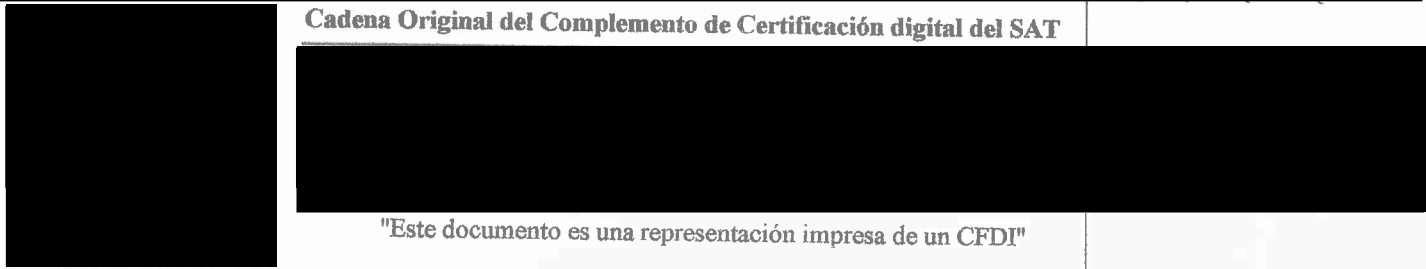 Cadena Original del Complemento de Certificación digital del SAT
"Este documento es una representación impresa de un CFDI"